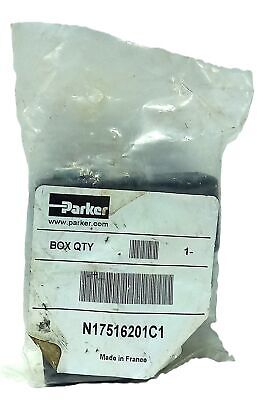 Parker
www.parker.com
BOX QTY 1-
N17516201C1
Made in France